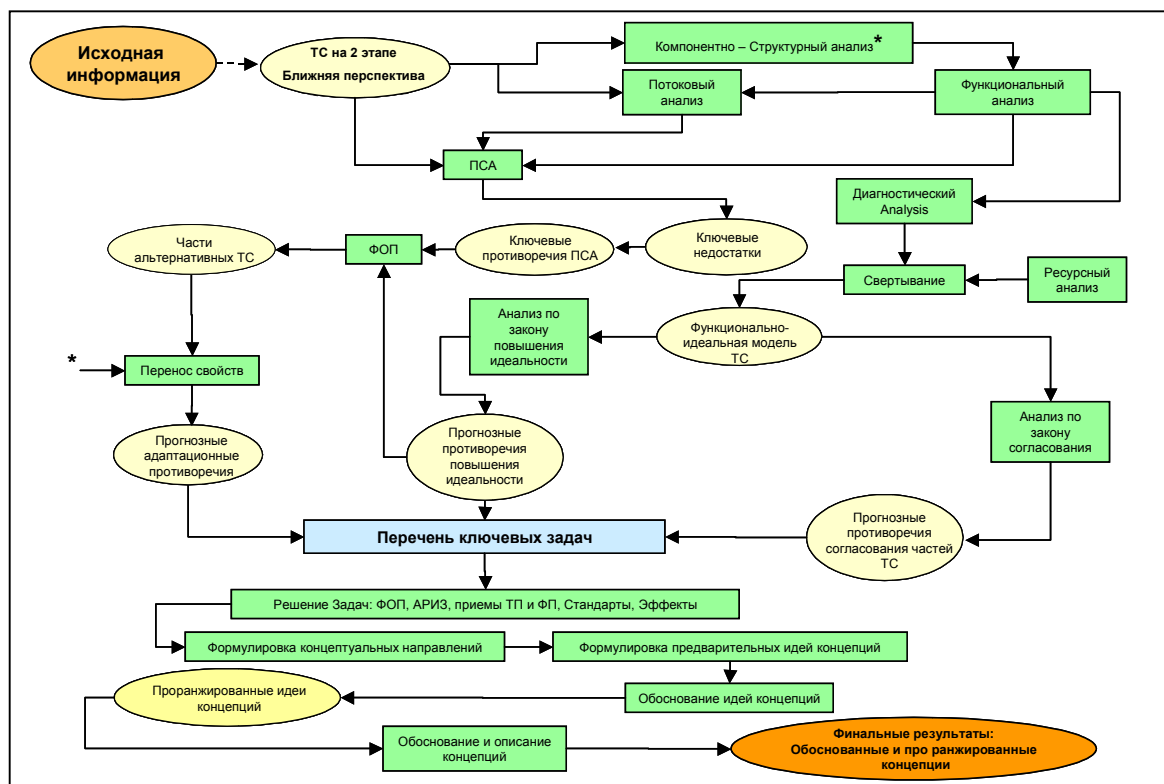 Исходная
информация
ТС на 2 этапе
Ближняя перспектива
Компонентно – Структурный анализ*
Потоковый
анализ
Функциональный
анализ
ПСА
Диагностический
Analysis
Части
альтернативных ТС
ФОП
Ключевые
противоречия ПСА
Ключевые
недостатки
Свертывание
Ресурсный
анализ
Анализ по
закону
повышения
идеальности
Функционально-
идеальная модель
ТС
*
Перенос свойств
Прогнозные
адаптационные
противоречия
Прогнозные
противоречия
повышения
идеальности
Анализ по
закону
согласования
Перечень ключевых задач
Прогнозные
противоречия
согласования частей
ТС
Решение Задач: ФОП, АРИЗ, приемы ТП и ФП, Стандарты, Эффекты
Формулировка концептуальных направлений
Формулировка предварительных идей концепций
Проранжированные идеи
концепций
Обоснование идей концепций
Обоснование и описание
концепций
Финальные результаты:
Обоснованные и про ранжированные
концепции